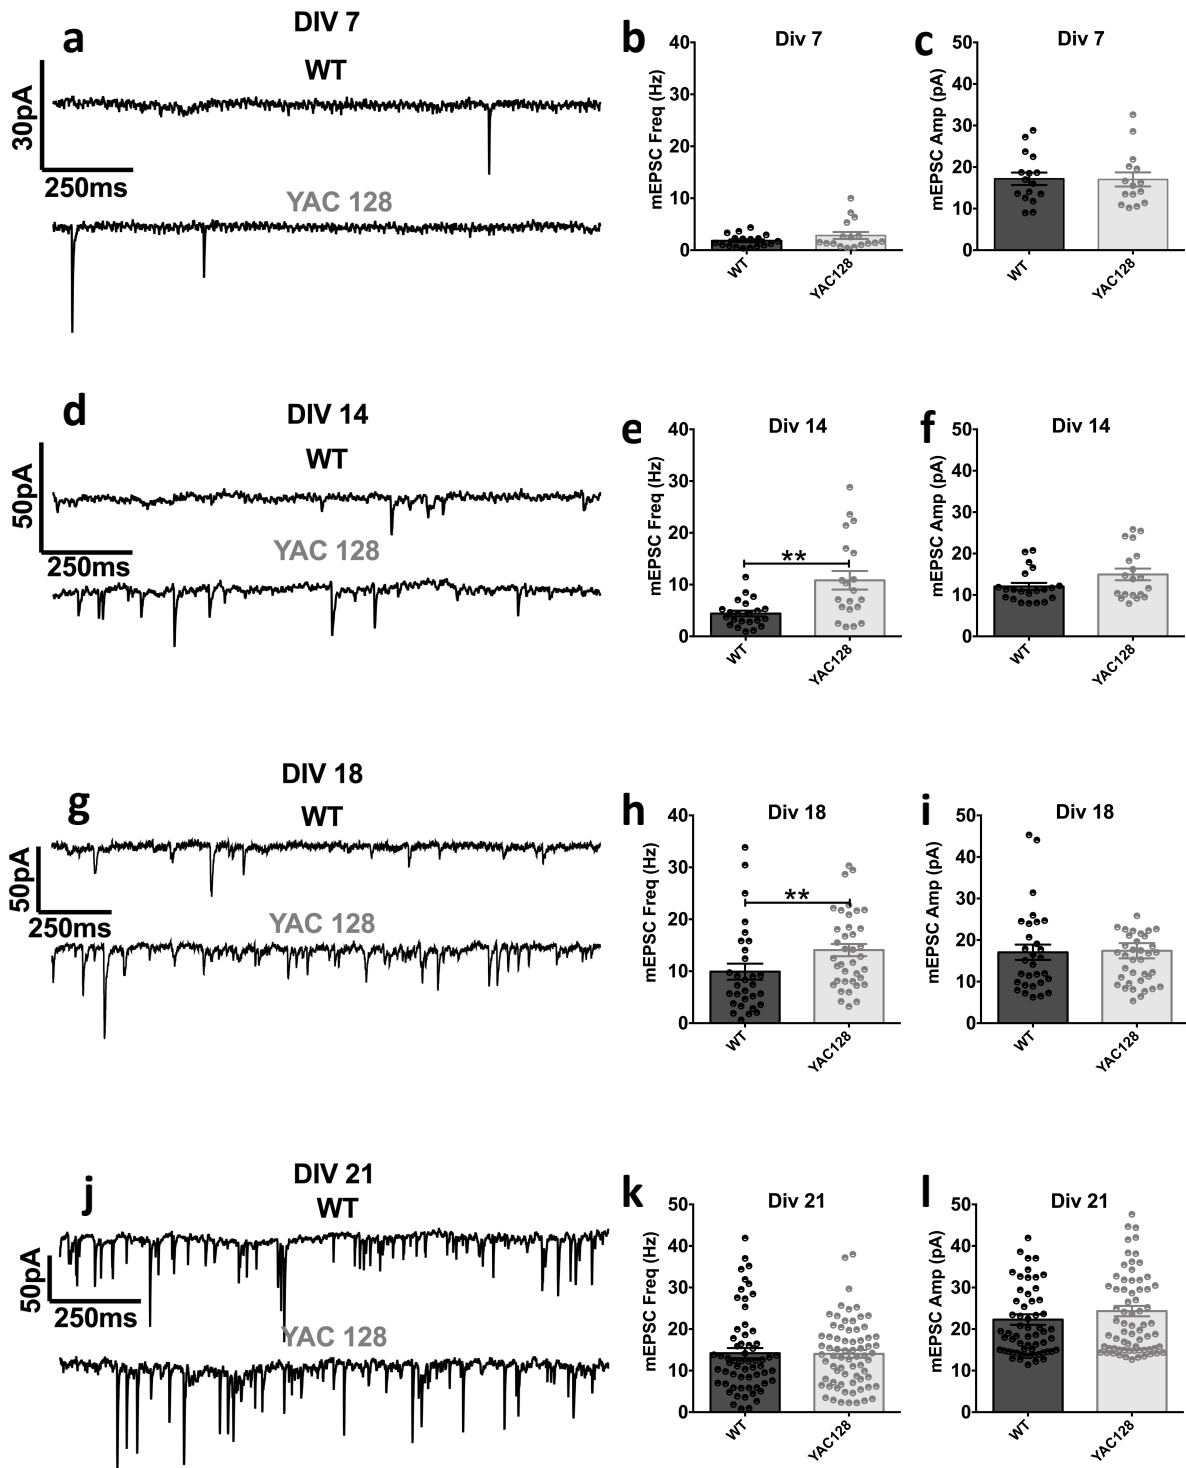 a
DIV 7
WT
30pA
250ms
YAC 128
b
Div 7
mEPSC Freq (Hz)
40
30
20
10
0
WT
YAC128
c
Div 7
mEPSC Amp (pA)
50
40
30
20
10
0
WT
YAC128
d
DIV 14
WT
50pA
250ms
YAC 128
e
Div 14
mEPSC Freq (Hz)
40
30
20
10
0
**
WT
YAC128
f
Div 14
mEPSC Amp (pA)
50
40
30
20
10
0
WT
YAC128
g
DIV 18
WT
50pA
250ms
YAC 128
h
Div 18
mEPSC Freq (Hz)
40
30
20
10
0
**
WT
YAC128
i
Div 18
mEPSC Amp (pA)
50
40
30
20
10
0
WT
YAC128
j
DIV 21
WT
50pA
250ms
YAC 128
k
Div 21
mEPSC Freq (Hz)
50
40
30
20
10
0
WT
YAC128
l
Div 21
mEPSC Amp (pA)
50
40
30
20
10
0
WT
YAC128